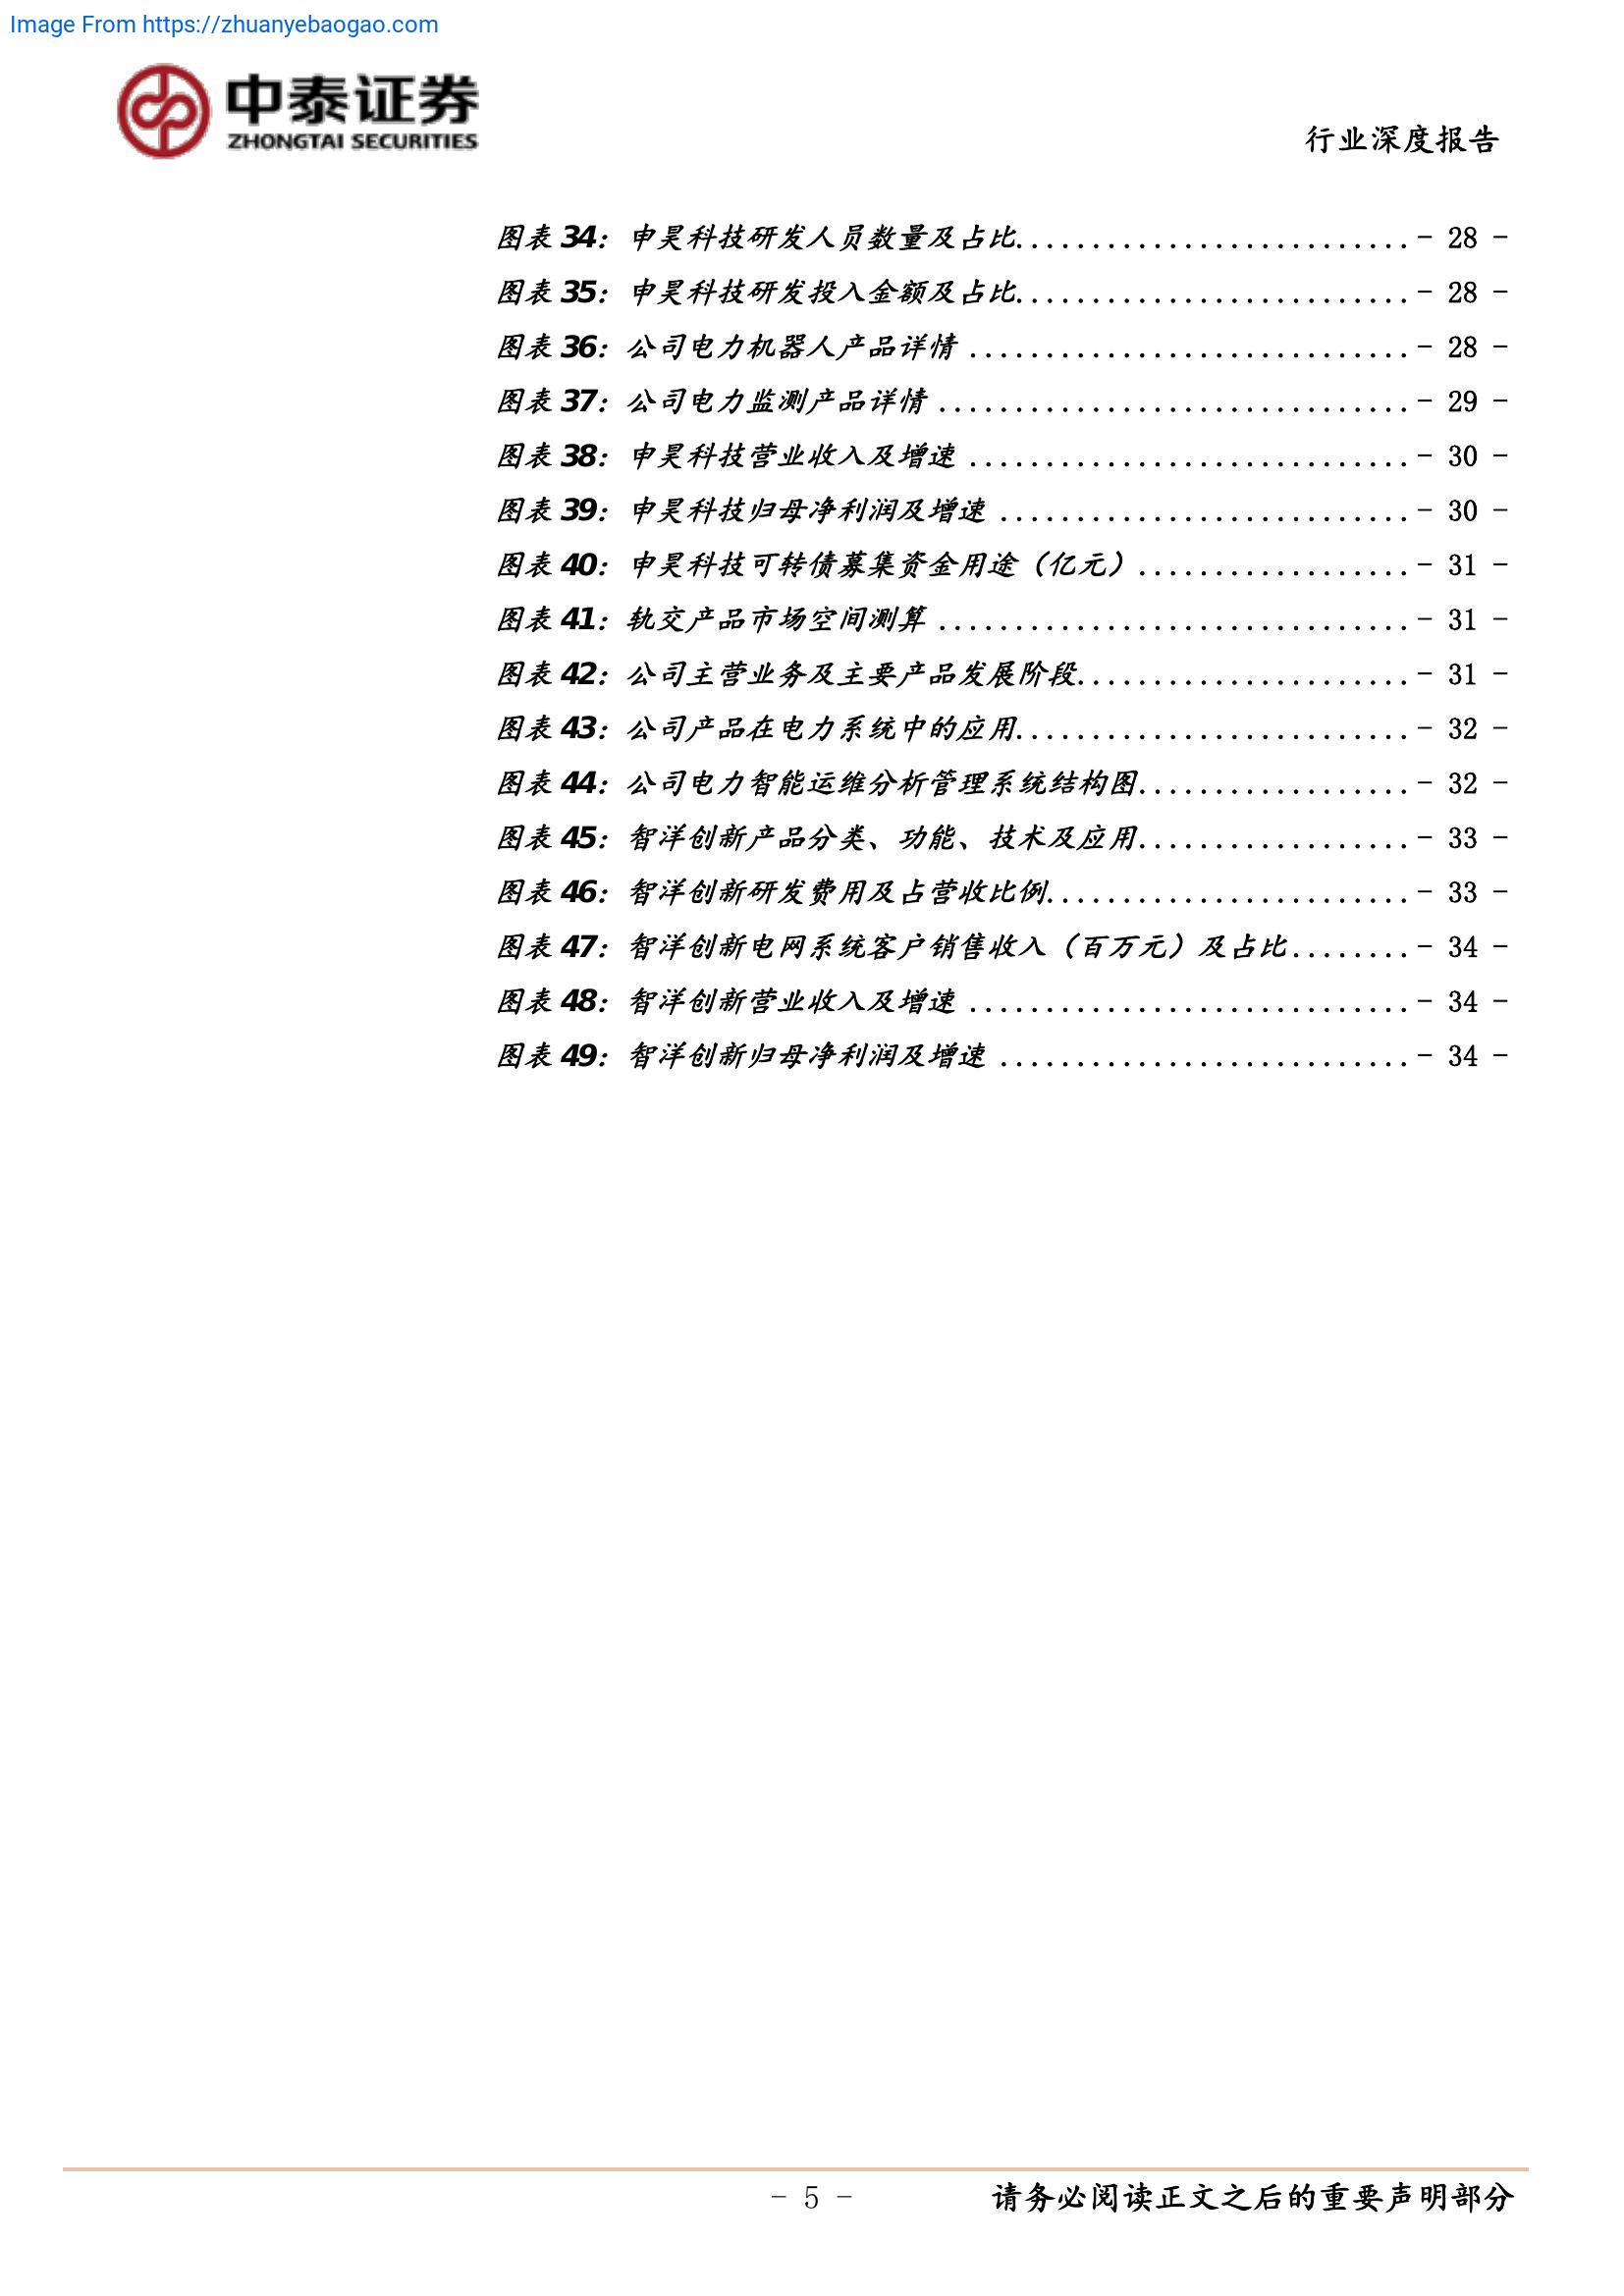 Image From https://zhuanyebaogao.com
中泰证券
ZHONGTAI SECURITIES
行业深度报告
图表 34：申昊科技研发人员数量及占比..........................- 28 -
图表 35：申昊科技研发投入金额及占比..........................- 28 -
图表 36：公司电力机器人产品详情 .............................- 28 -
图表 37：公司电力监测产品详情 ...............................- 29 -
图表 38：申昊科技营业收入及增速 .............................- 30 -
图表 39：申昊科技归母净利润及增速 ...........................- 30 -
图表 40：申昊科技可转债募集资金用途（亿元）..................- 31 -
图表 41：轨交产品市场空间测算 ...............................- 31 -
图表 42：公司主营业务及主要产品发展阶段......................- 31 -
图表 43：公司产品在电力系统中的应用..........................- 32 -
图表 44：公司电力智能运维分析管理系统结构图..................- 32 -
图表 45：智洋创新产品分类、功能、技术及应用..................- 33 -
图表 46：智洋创新研发费用及占营收比例........................- 33 -
图表 47：智洋创新电网系统客户销售收入（百万元）及占比........- 34 -
图表 48：智洋创新营业收入及增速 .............................- 34 -
图表 49：智洋创新归母净利润及增速 ...........................- 34 -
- 5 -
请务必阅读正文之后的重要声明部分